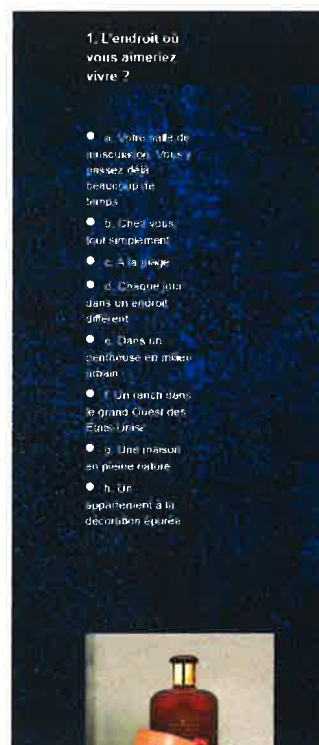 1. L'endroit où
vous aimeriez
vivre ?
a. Votre salle de
musculation. Vous y
passez déjà
beaucoup de
temps
b. Chez vous,
tout simplement
c. A la plage
d. Chaque jour
dans un endroit
différent
e. Dans un
penthouse en milieu
urbain
f. Un ranch dans
le grand Ouest des
Etats-Unis
g. Une maison
en pleine nature
h. Un
appartement à la
décoration épurée